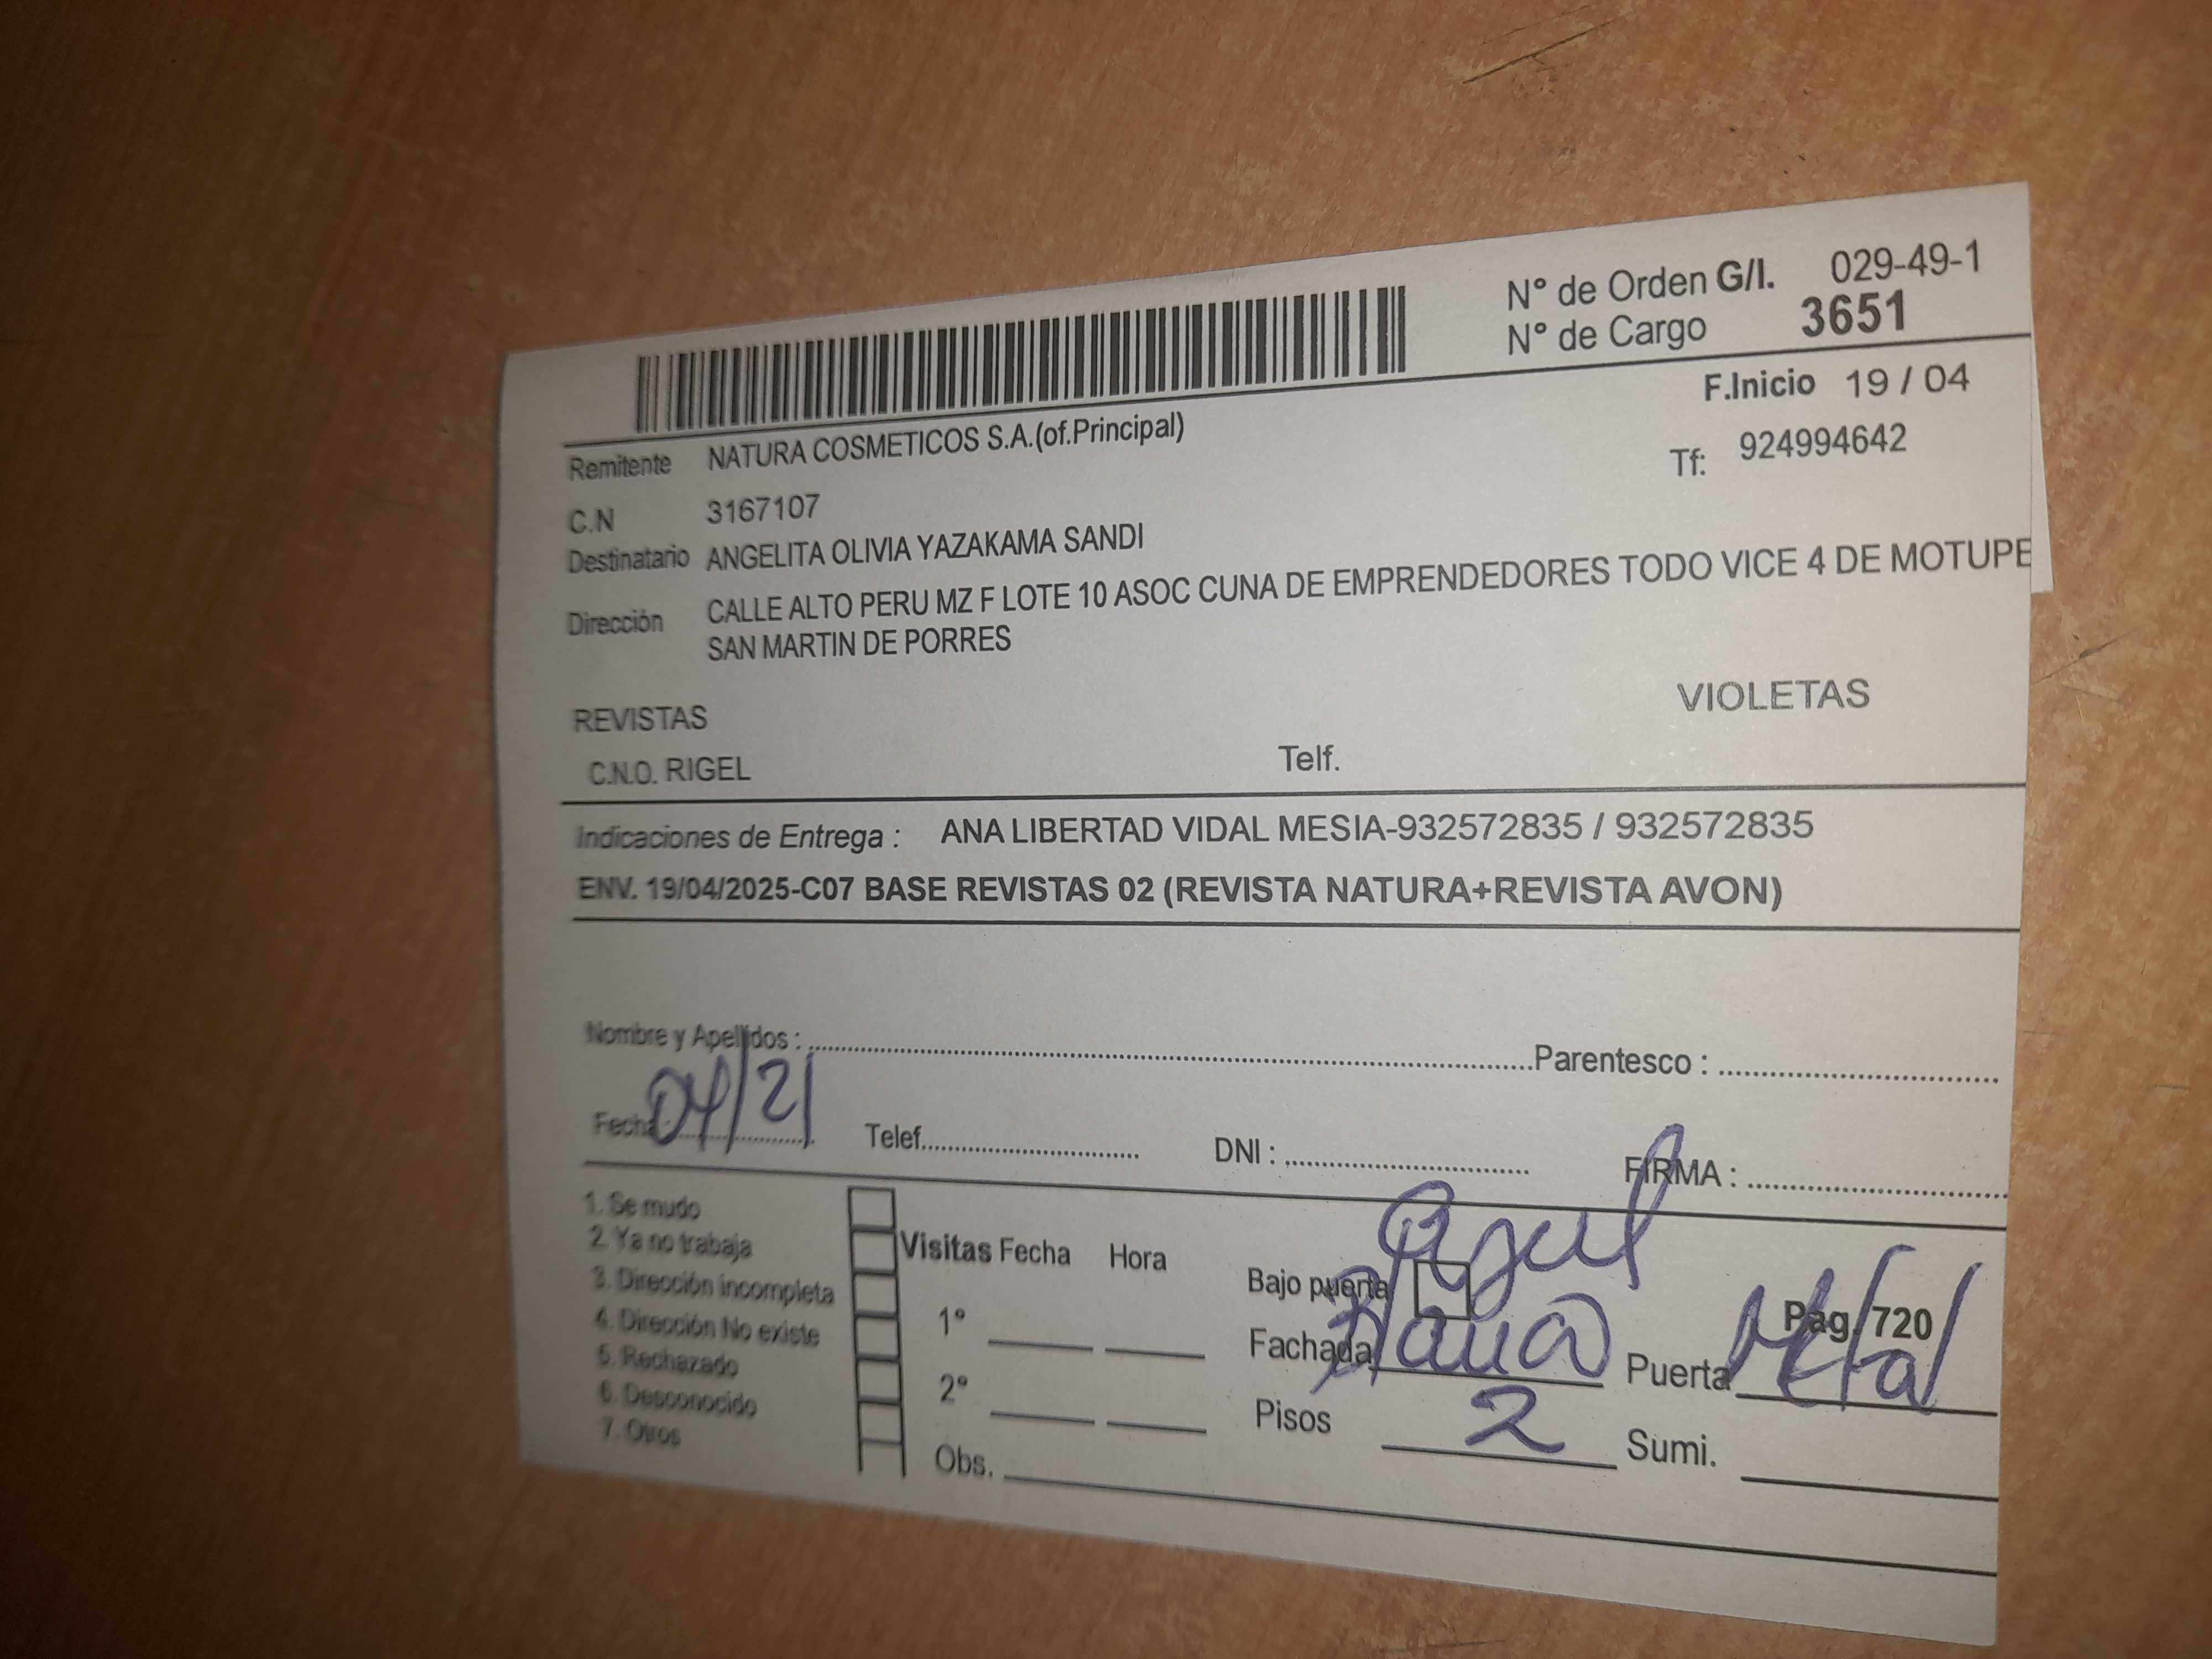 N° de Orden G/I. 029-49-1
N° de Cargo 3651
F.Inicio 19 / 04
Remitente NATURA COSMETICOS S.A.(of.Principal)
Tf: 924994642
C.N 3167107
Destinatario ANGELITA OLIVIA YAZAKAMA SANDI
Dirección CALLE ALTO PERU MZ F LOTE 10 ASOC CUNA DE EMPRENDEDORES TODO VICE 4 DE MOTUPE
SAN MARTIN DE PORRES
REVISTAS VIOLETAS
C.N.O. RIGEL Telf.
Indicaciones de Entrega : ANA LIBERTAD VIDAL MESIA-932572835 / 932572835
ENV. 19/04/2025-C07 BASE REVISTAS 02 (REVISTA NATURA+REVISTA AVON)
Nombre y Apellidos : Parentesco :
Fecha 04/21 Telef. DNI : FIRMA :
1. Se mudo
2. Ya no trabaja
3. Dirección incompleta
4. Dirección No existe
5. Rechazado
6. Desconocido
7. Otros
Visitas Fecha Hora
1°
2°
Obs.
Azul
Bajo puerta
Pag. 720
Fachada Blanca Puerta Metal
Pisos 2 Sumi.